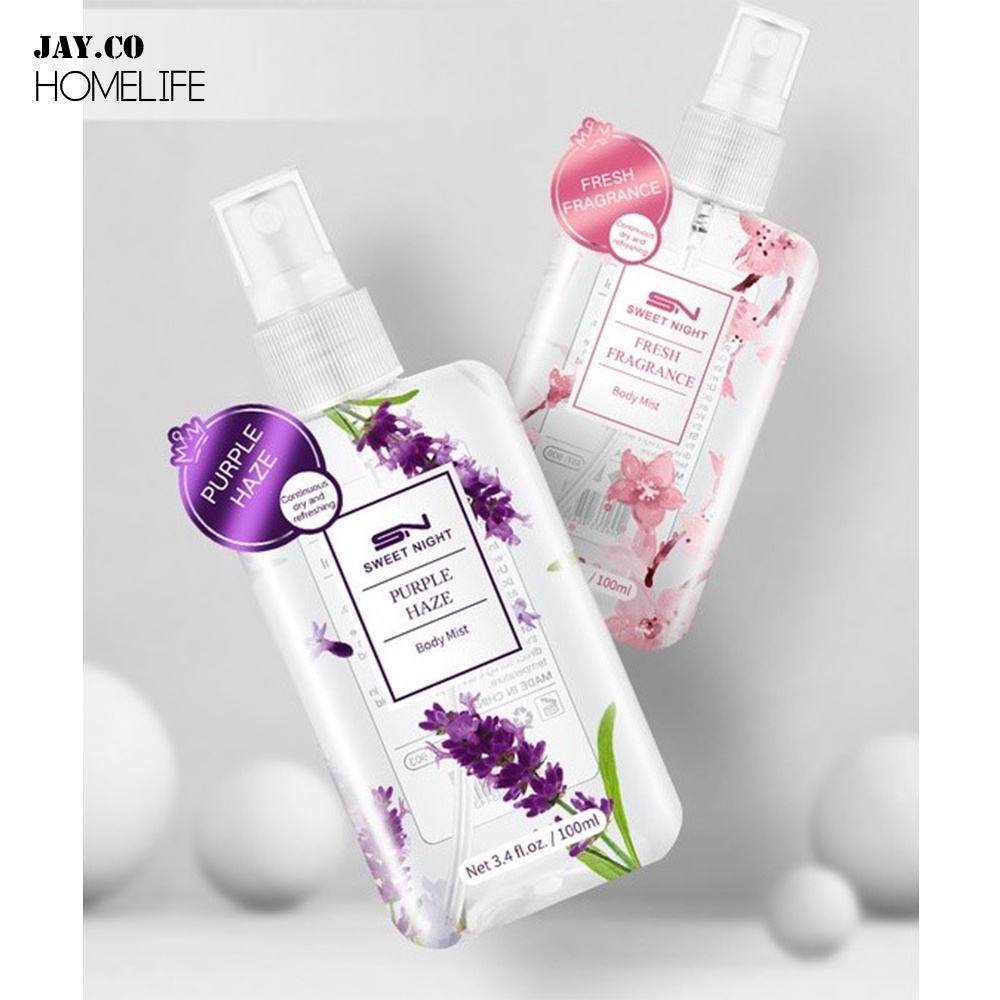 JAY.CO
HOMELIFE
FRESH
FRAGRANCE
Continuous
dry and
refreshing
SN
SWEET NIGHT
FRESH
FRAGRANCE
Body Mist
/ 100ml
PURPLE
HAZE
Continuous
dry and
refreshing
SN
SWEET NIGHT
PURPLE
HAZE
Body Mist
temperature.
MADE IN CHINA
903
Net 3.4 fl.oz. / 100ml